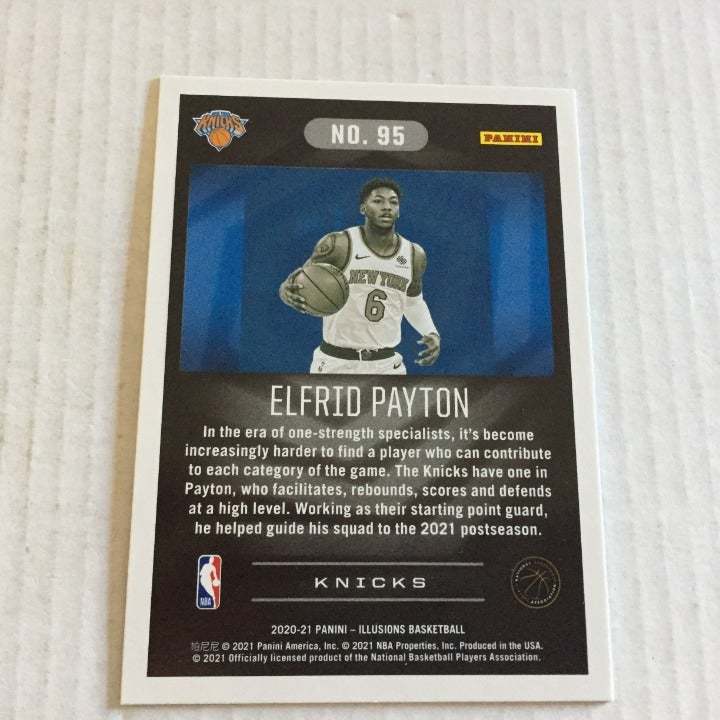 KNICKS
NO. 95
PANINI
NEW YORK
6
ELFRID PAYTON
In the era of one-strength specialists, it's become
increasingly harder to find a player who can contribute
to each category of the game. The Knicks have one in
Payton, who facilitates, rebounds, scores and defends
at a high level. Working as their starting point guard,
he helped guide his squad to the 2021 postseason.
NBA
KNICKS
2020-21 PANINI – ILLUSIONS BASKETBALL
帕尼尼 © 2021 Panini America, Inc. © 2021 NBA Properties, Inc. Produced in the USA.
© 2021 Officially licensed product of the National Basketball Players Association.